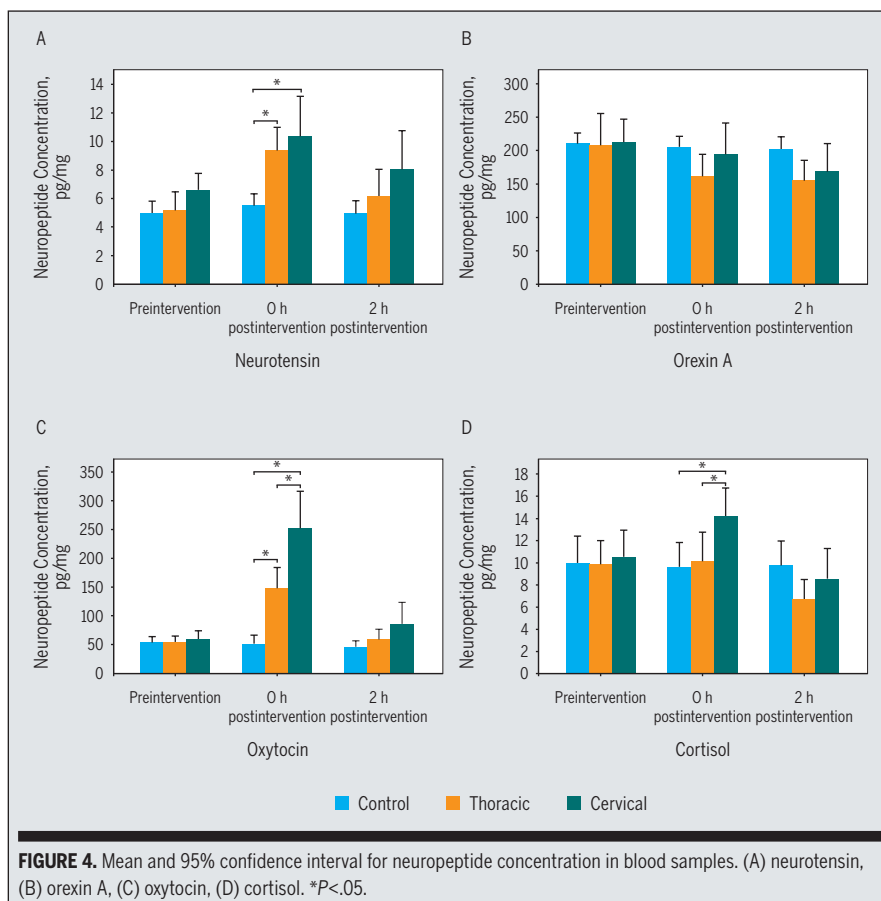 A
Neuropeptide Concentration,
pg/mg
14
12
10
8
6
4
2
0
*
*
Preintervention
0 h
postintervention
2 h
postintervention
Neurotensin
B
Neuropeptide Concentration,
pg/mg
300
250
200
150
100
50
0
Preintervention
0 h
postintervention
2 h
postintervention
Orexin A
C
Neuropeptide Concentration,
pg/mg
350
300
250
200
150
100
50
0
*
*
*
Preintervention
0 h
postintervention
2 h
postintervention
Oxytocin
D
Neuropeptide Concentration,
pg/mg
18
16
14
12
10
8
6
4
2
0
*
*
Preintervention
0 h
postintervention
2 h
postintervention
Cortisol
Control Thoracic Cervical
FIGURE 4. Mean and 95% confidence interval for neuropeptide concentration in blood samples. (A) neurotensin,
(B) orexin A, (C) oxytocin, (D) cortisol. *P<.05.